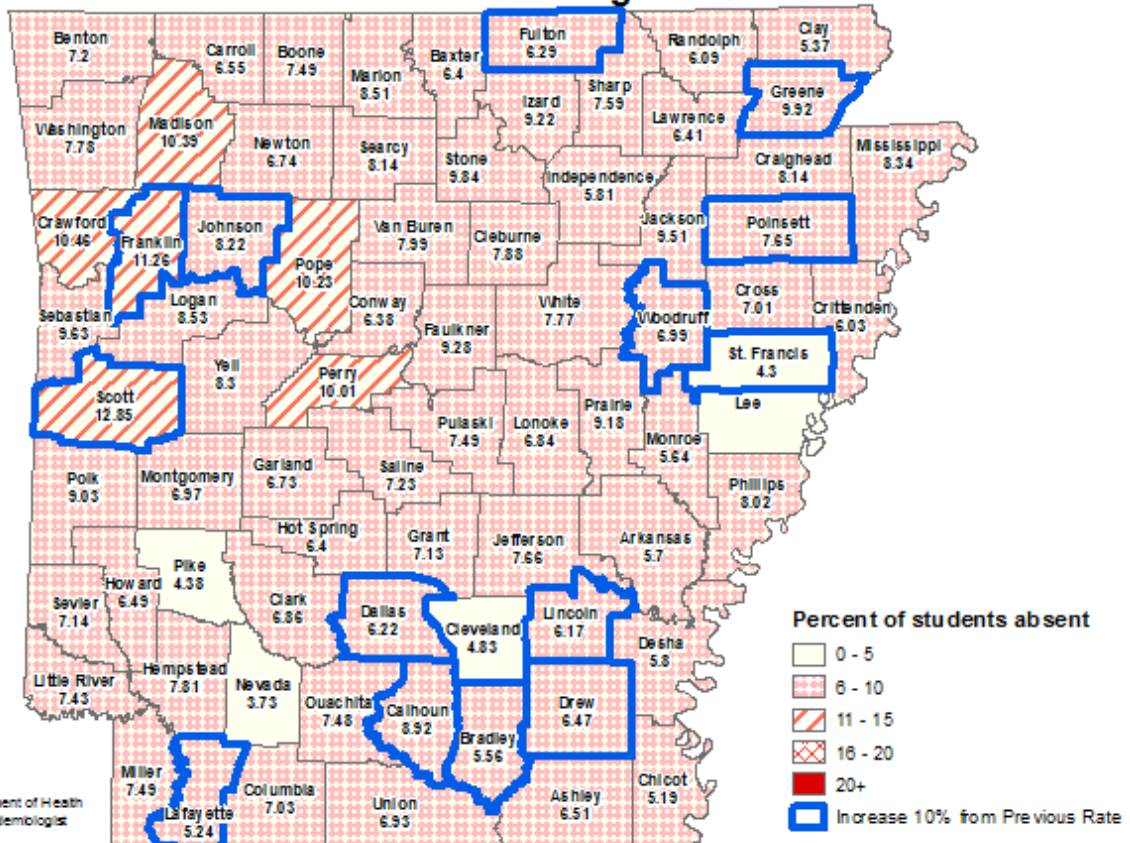 g
Benton
7.2
Carroll
6.55
Boone
7.49
Marion
8.51
Baxter
6.4
Fulton
6.29
Randolph
6.09
Clay
5.37
Sharp
7.59
Izard
9.22
Greene
9.92
Lawrence
6.41
Washington
7.78
Madison
10.39
Newton
6.74
Searcy
8.14
Stone
9.84
Independence
5.81
Craighead
8.14
Mississippi
8.34
Crawford
10.46
Franklin
11.26
Johnson
8.22
Pope
10.23
Van Buren
7.99
Cleburne
7.88
Jackson
9.51
Poinsett
7.65
Sebastian
9.63
Logan
8.53
Conway
6.38
Faulkner
9.28
White
7.77
Woodruff
6.99
Cross
7.01
Crittenden
6.03
St. Francis
4.3
Scott
12.85
Yell
8.3
Perry
10.01
Pulaski
7.49
Lonoke
6.84
Prairie
9.18
Monroe
5.64
Lee
Polk
9.03
Montgomery
6.97
Garland
6.73
Saline
7.23
Phillips
8.02
Hot Spring
6.4
Grant
7.13
Jefferson
7.66
Arkansas
5.7
Sevier
7.14
Howard
6.49
Pike
4.38
Clark
6.86
Dallas
6.22
Cleveland
4.83
Lincoln
6.17
Desha
5.8
Little River
7.43
Hempstead
7.81
Nevada
3.73
Ouachita
7.48
Calhoun
8.92
Bradley
5.56
Drew
6.47
Miller
7.49
Lafayette
5.24
Columbia
7.03
Union
6.93
Ashley
6.51
Chicot
5.19
ent of Health
demiologist
Percent of students absent
0 - 5
6 - 10
11 - 15
16 - 20
20+
Increase 10% from Previous Rate